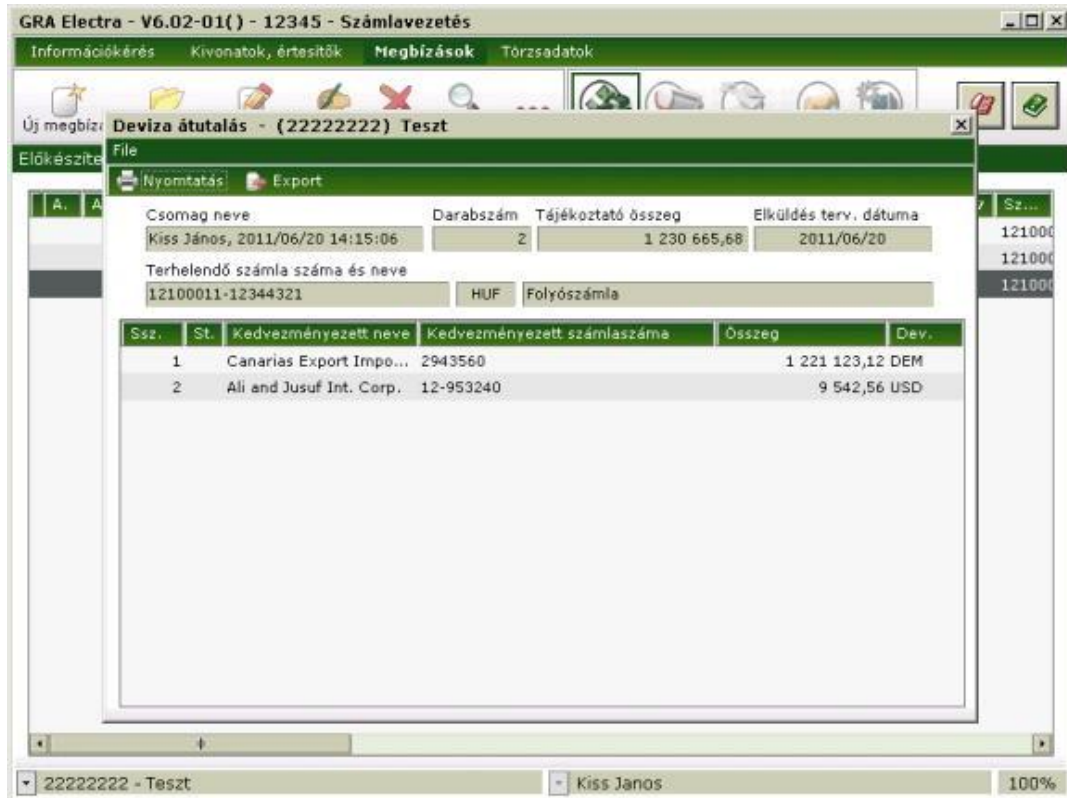 GRA Electra - V6.02-01() - 12345 - Számlavezetés
Információkérés Kivonatok, értesítők Megbízások Törzsadatok
Új megbíz
Deviza átutalás - (22222222) Teszt
Előkészíte
File
Nyomtatás Export
A. A Sz...
Csomag neve Darabszám Tájékoztató összeg Elküldés terv. dátuma
Kiss János, 2011/06/20 14:15:06 2 1 230 665,68 2011/06/20
121000
121000
121000
Terhelendő számla száma és neve
12100011-12344321 HUF Folyószámla
Ssz. St. Kedvezményezett neve Kedvezményezett számlaszáma Összeg Dev.
1 Canarias Export Impo... 2943560 1 221 123,12 DEM
2 Ali and Jusuf Int. Corp. 12-953240 9 542,56 USD
22222222 - Teszt Kiss Janos 100%